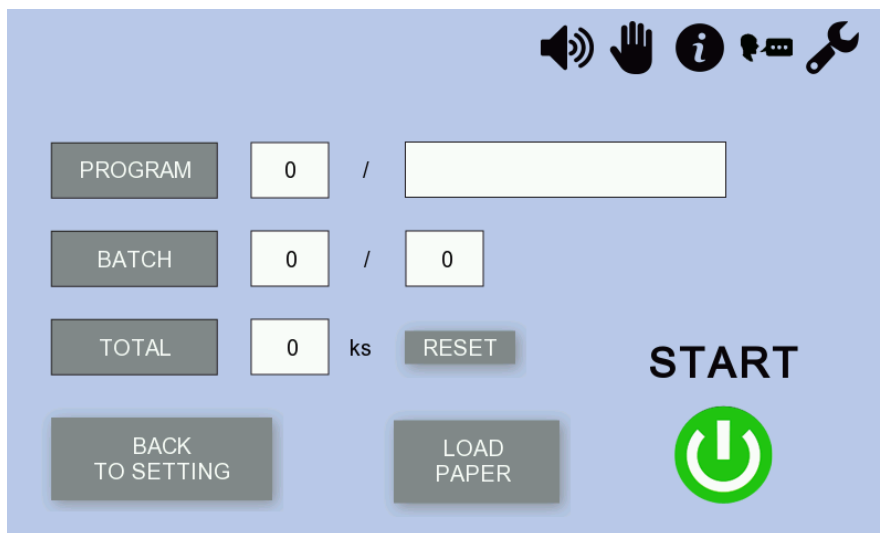 PROGRAM 0 /
BATCH 0 / 0
TOTAL 0 ks RESET
START
BACK
TO SETTING
LOAD
PAPER